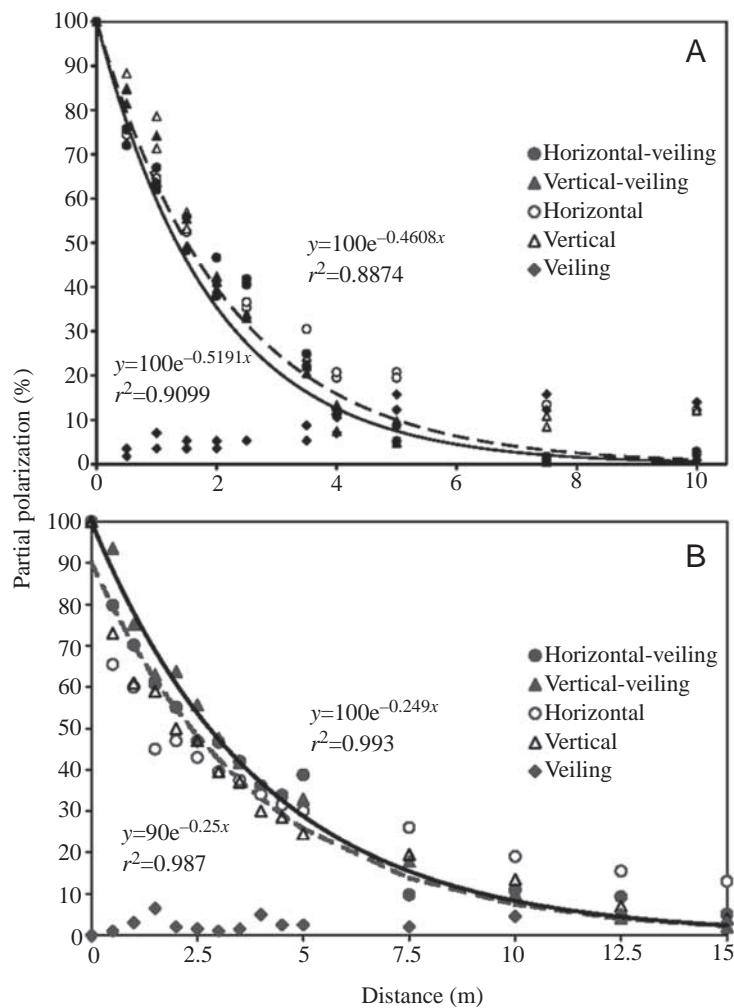 A
100
90
80
70
60
50
40
30
20
10
0
Horizontal-veiling
Vertical-veiling
Horizontal
Vertical
Veiling
y=100e^–0.4608x
r²=0.8874
y=100e^–0.5191x
r²=0.9099
0 2 4 6 8 10
Partial polarization (%)
B
100
90
80
70
60
50
40
30
20
10
0
Horizontal-veiling
Vertical-veiling
Horizontal
Vertical
Veiling
y=100e^–0.249x
r²=0.993
y=90e^–0.25x
r²=0.987
0 2.5 5 7.5 10 12.5 15
Distance (m)